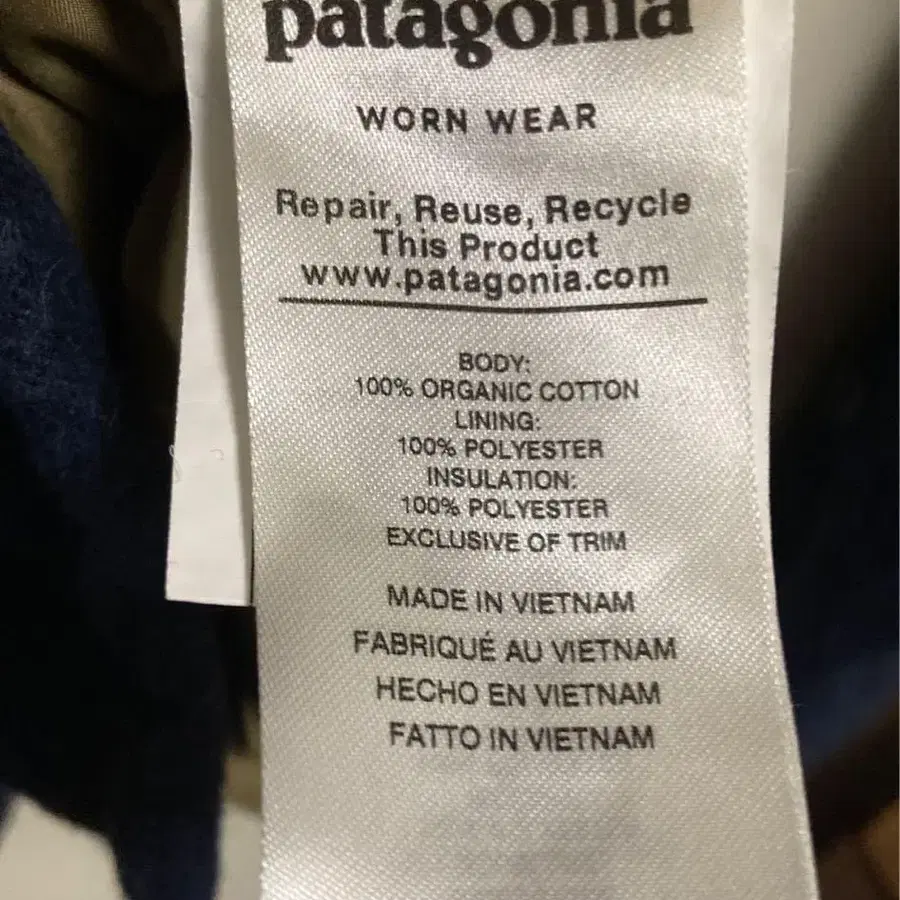 patagonia
WORN WEAR
Repair, Reuse, Recycle
This Product
www.patagonia.com
BODY:
100% ORGANIC COTTON
LINING:
100% POLYESTER
INSULATION:
100% POLYESTER
EXCLUSIVE OF TRIM
MADE IN VIETNAM
FABRIQUÉ AU VIETNAM
HECHO EN VIETNAM
FATTO IN VIETNAM